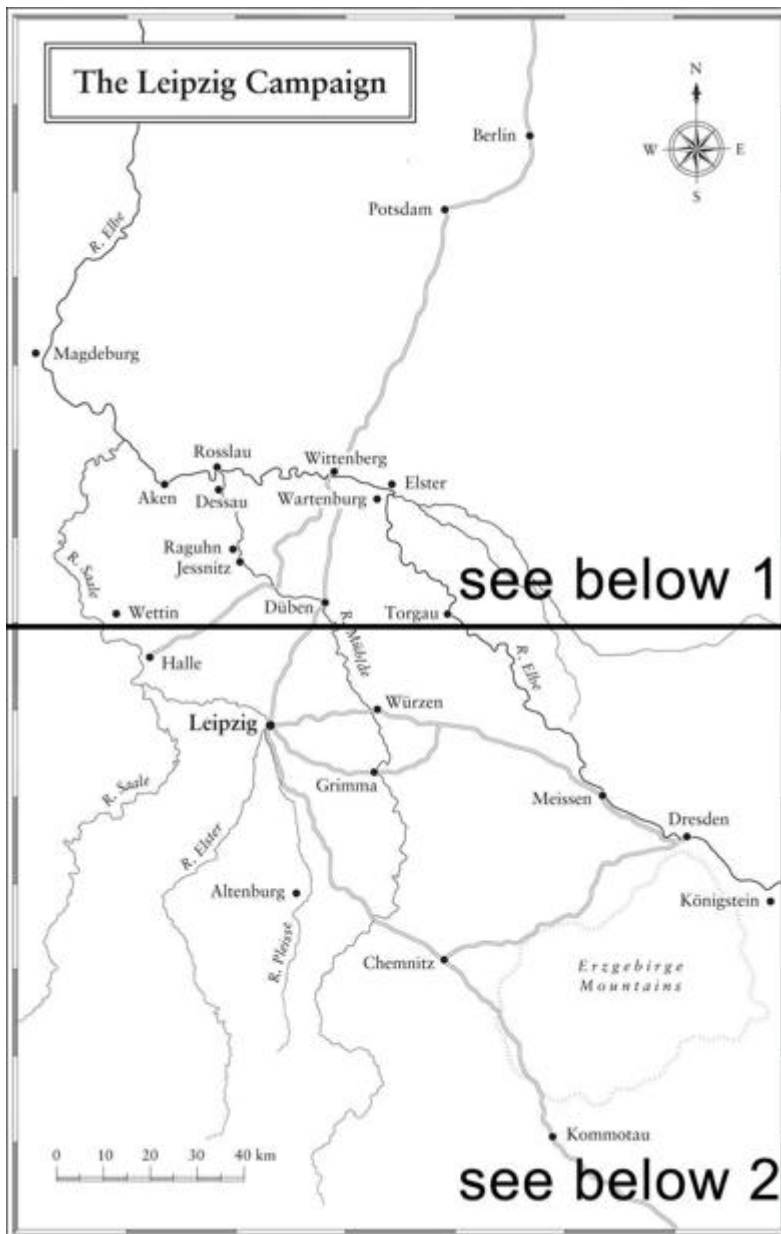 The Leipzig Campaign
N
W
E
S
Berlin
Potsdam
R. Elbe
Magdeburg
Rosslau
Wittenberg
Elster
Aken
Dessau
Wartenburg
Raguhn
Jessnitz
R. Saale
see below 1
Wettin
Düben
Torgau
R. Mühlde
Halle
R. Elbe
Würzen
Leipzig
R. Saale
Grimma
Meissen
Dresden
R. Elster
Altenburg
Königstein
R. Pleisse
Chemnitz
Erzgebirge
Mountains
Kommotau
0 10 20 30 40 km
see below 2